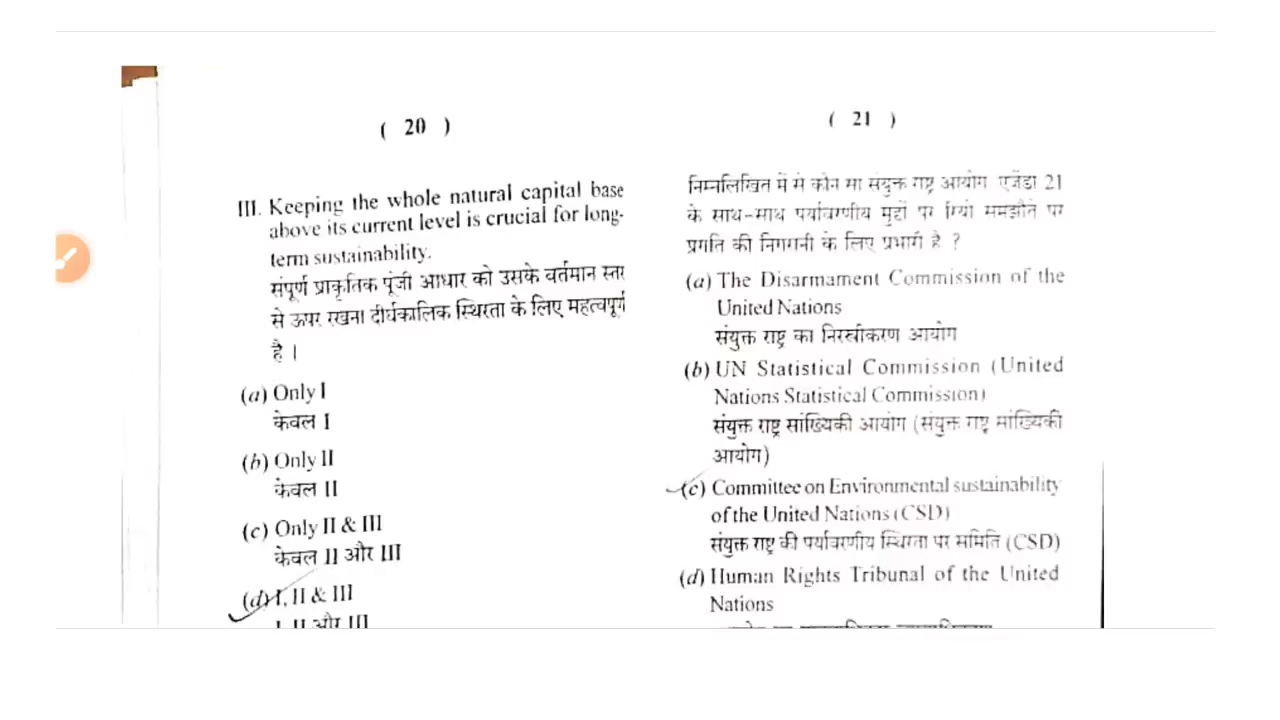 ( 20 )
III. Keeping the whole natural capital base
above its current level is crucial for long-
term sustainability.
संपूर्ण प्राकृतिक पूंजी आधार को उसके वर्तमान स्तर
से ऊपर रखना दीर्घकालिक स्थिरता के लिए महत्वपूर्ण
है ।
(a) Only I
केवल I
(b) Only II
केवल II
(c) Only II & III
केवल II और III
(d) I, II & III
I, II और III
( 21 )
निम्नलिखित में से कौन सा संयुक्त राष्ट्र आयोग एजेंडा 21
के साथ-साथ पर्यावरणीय मुद्दों पर रियो समझौते पर
प्रगति की निगरानी के लिए प्रभारी है ?
(a) The Disarmament Commission of the
United Nations
संयुक्त राष्ट्र का निरस्त्रीकरण आयोग
(b) UN Statistical Commission (United
Nations Statistical Commission)
संयुक्त राष्ट्र सांख्यिकी आयोग (संयुक्त राष्ट्र सांख्यिकी
आयोग)
(c) Committee on Environmental sustainability
of the United Nations (CSD)
संयुक्त राष्ट्र की पर्यावरणीय स्थिरता पर समिति (CSD)
(d) Human Rights Tribunal of the United
Nations